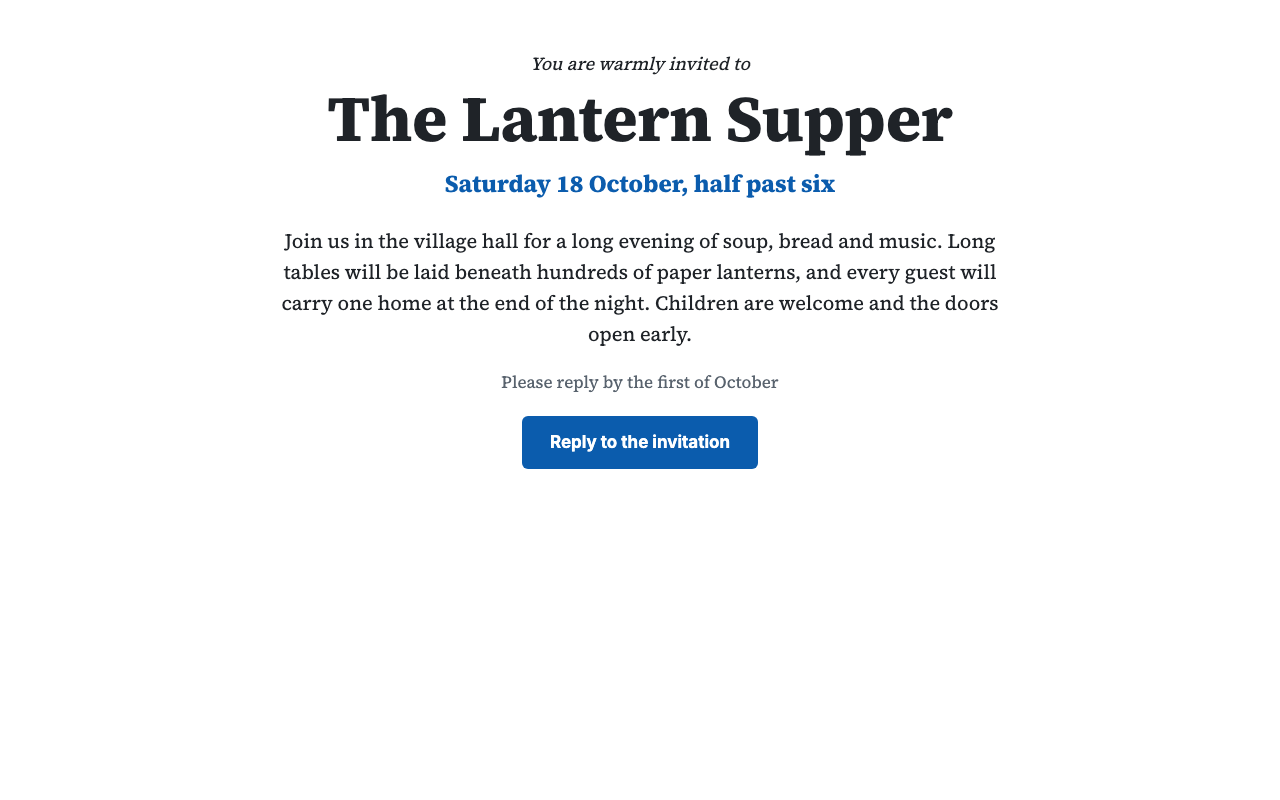 You are warmly invited to
The Lantern Supper
Saturday 18 October, half past six
Join us in the village hall for a long evening of soup, bread and music. Long
tables will be laid beneath hundreds of paper lanterns, and every guest will
carry one home at the end of the night. Children are welcome and the doors
open early.
Please reply by the first of October
Reply to the invitation